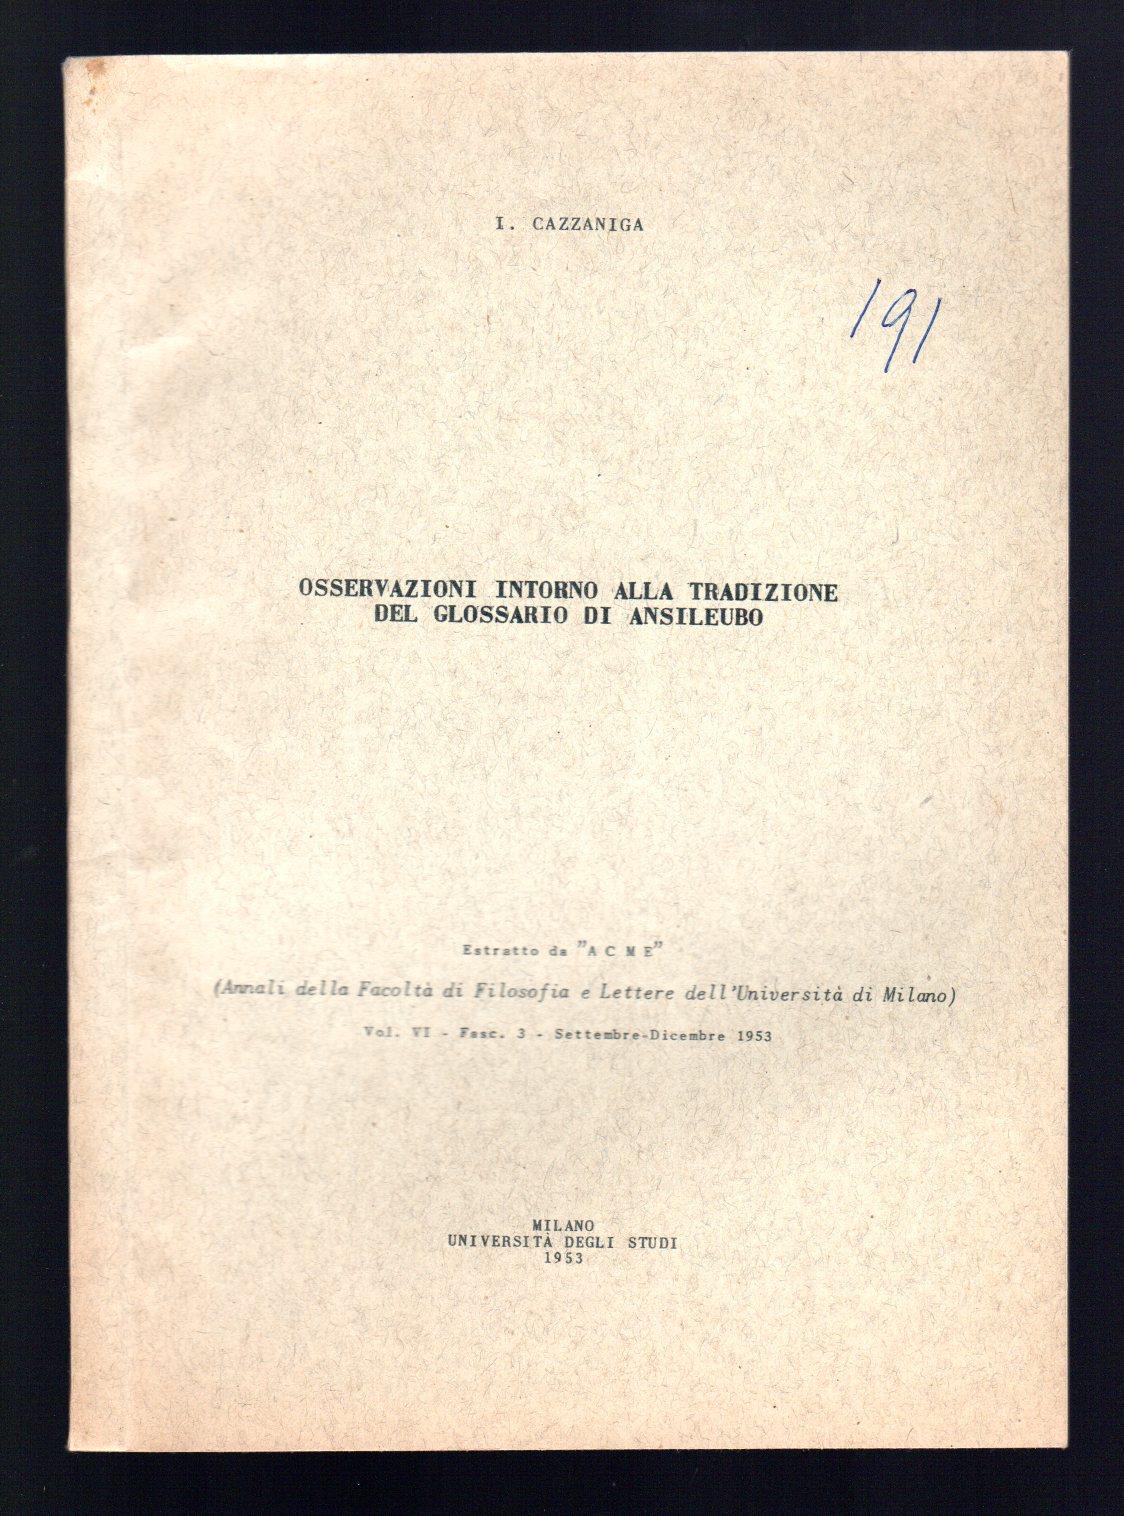 I. CAZZANIGA
191
OSSERVAZIONI INTORNO ALLA TRADIZIONE
DEL GLOSSARIO DI ANSILEUBO
Estratto da "A C M E"
(Annali della Facoltà di Filosofia e Lettere dell'Università di Milano)
Vol. VI - Fasc. 3 - Settembre-Dicembre 1953
MILANO
UNIVERSITÀ DEGLI STUDI
1953